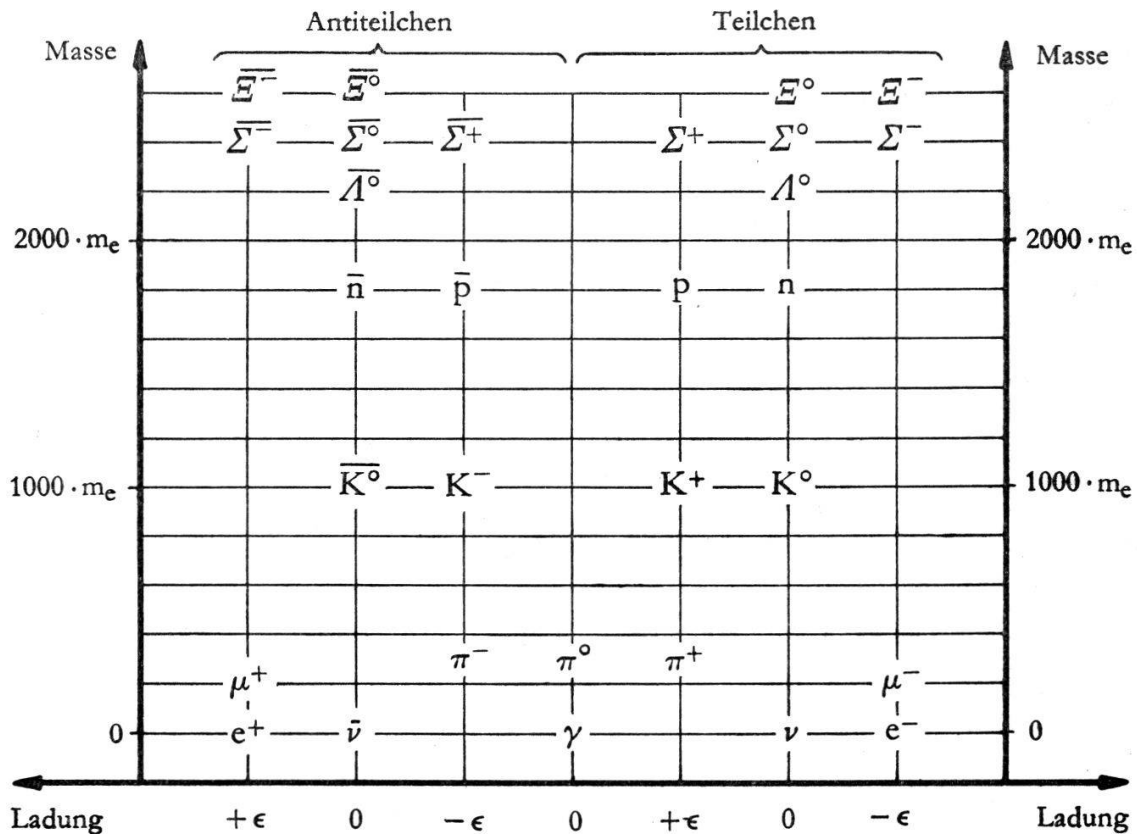 Antiteilchen Teilchen
Masse Masse
Ξ̅⁻̅ Ξ̅°̅ Ξ° Ξ⁻
Σ̅⁻̅ Σ̅°̅ Σ̅⁺̅ Σ⁺ Σ° Σ⁻
Λ̅°̅ Λ°
2000 · mₑ 2000 · mₑ
n̄ p̄ p n
1000 · mₑ K̅°̅ K⁻ K⁺ K° 1000 · mₑ
π⁻ π° π⁺
μ⁺ μ⁻
0 e⁺ ν̄ γ ν e⁻ 0
Ladung +ϵ 0 −ϵ 0 +ϵ 0 −ϵ Ladung